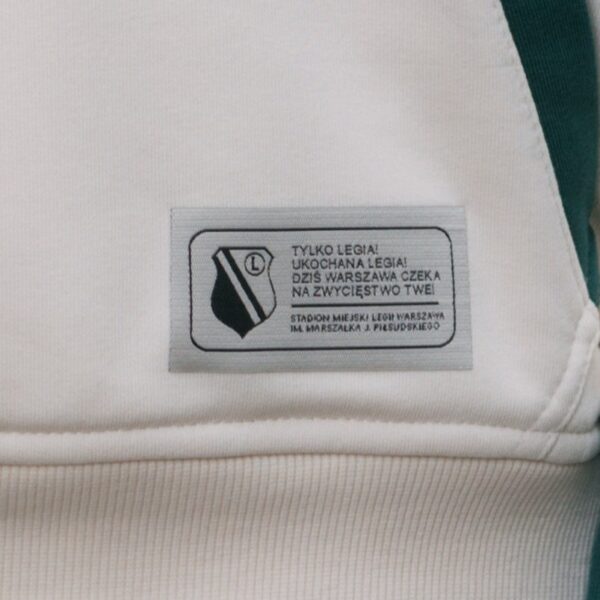 L
TYLKO LEGIA!
UKOCHANA LEGIA!
DZIŚ WARSZAWA CZEKA
NA ZWYCIĘSTWO TWE!
STADION MIEJSKI LEGII WARSZAWA
IM. MARSZAŁKA J. PIŁSUDSKIEGO